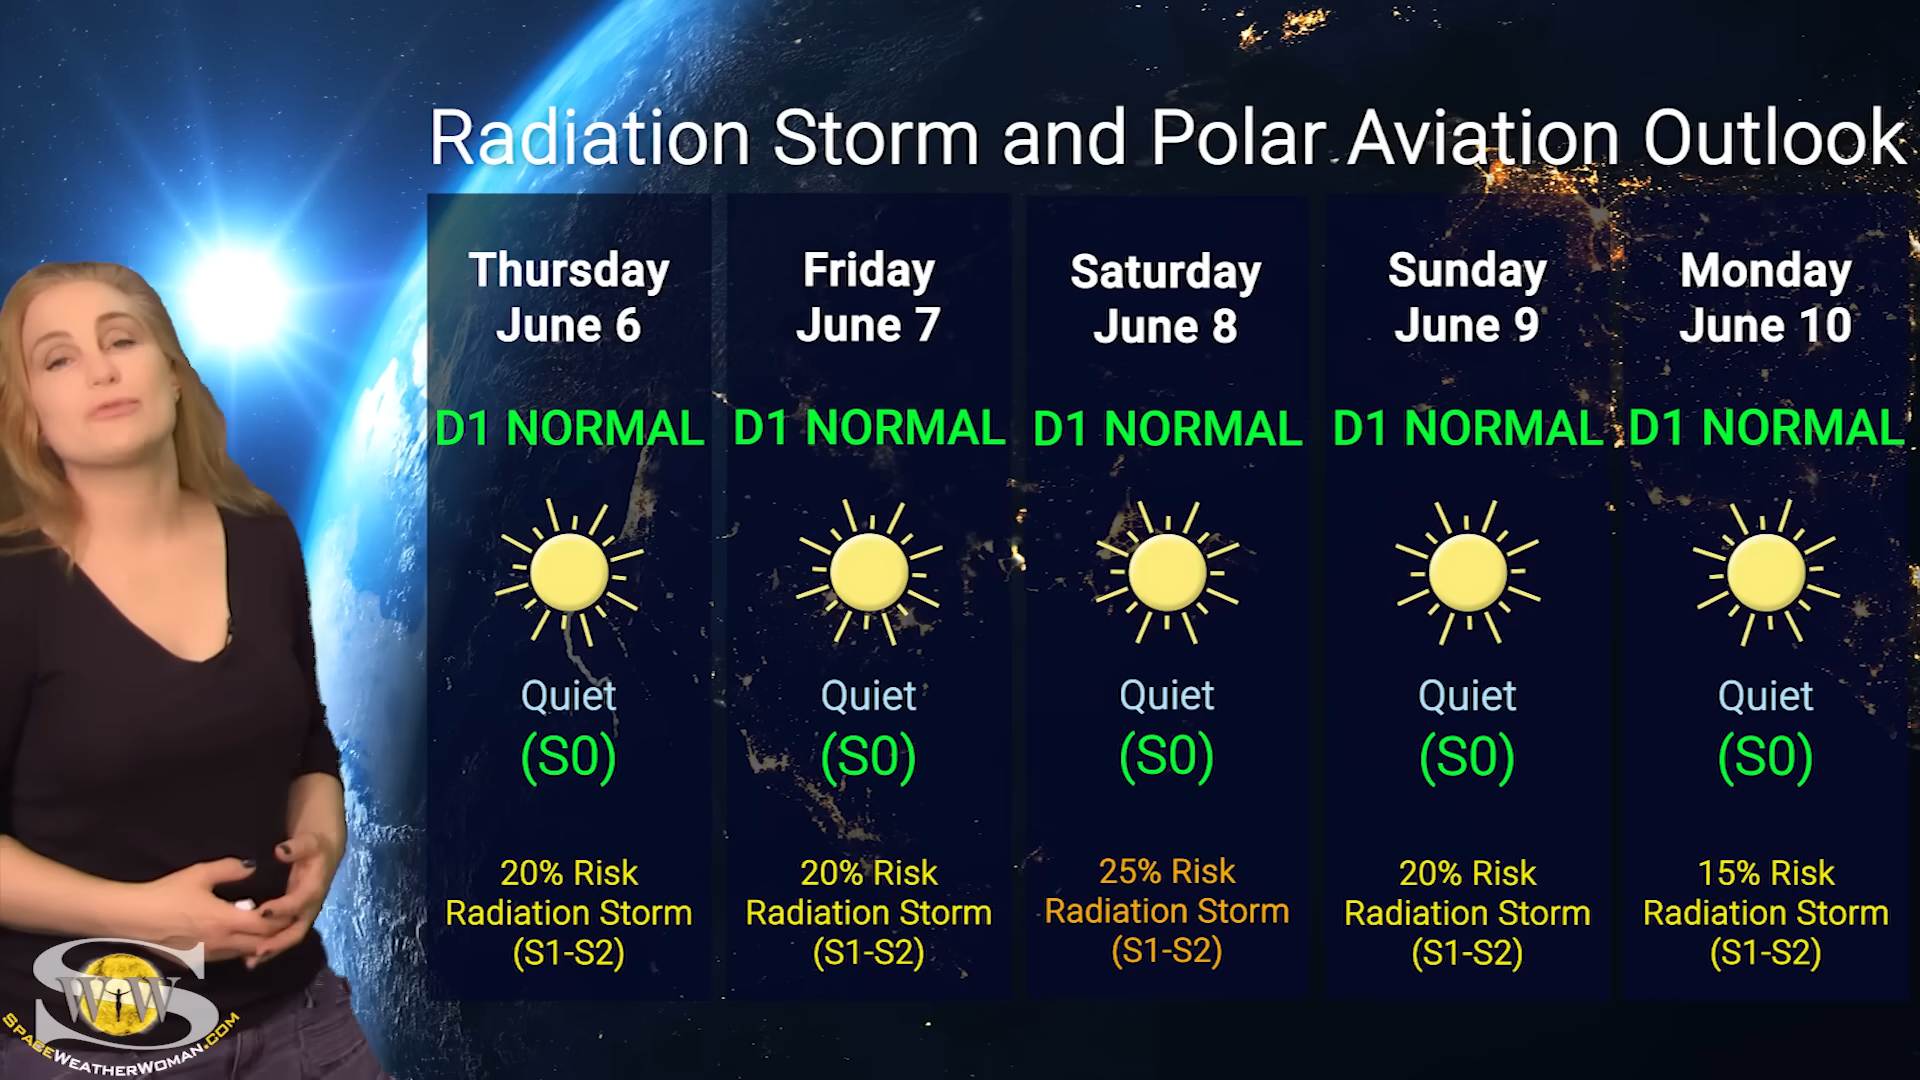 Radiation Storm and Polar Aviation Outlook
Thursday
June 6
D1 NORMAL
Quiet
(S0)
20% Risk
Radiation Storm
(S1-S2)
Friday
June 7
D1 NORMAL
Quiet
(S0)
20% Risk
Radiation Storm
(S1-S2)
Saturday
June 8
D1 NORMAL
Quiet
(S0)
25% Risk
Radiation Storm
(S1-S2)
Sunday
June 9
D1 NORMAL
Quiet
(S0)
20% Risk
Radiation Storm
(S1-S2)
Monday
June 10
D1 NORMAL
Quiet
(S0)
15% Risk
Radiation Storm
(S1-S2)
S
WW
SPACEWEATHERWOMAN.COM